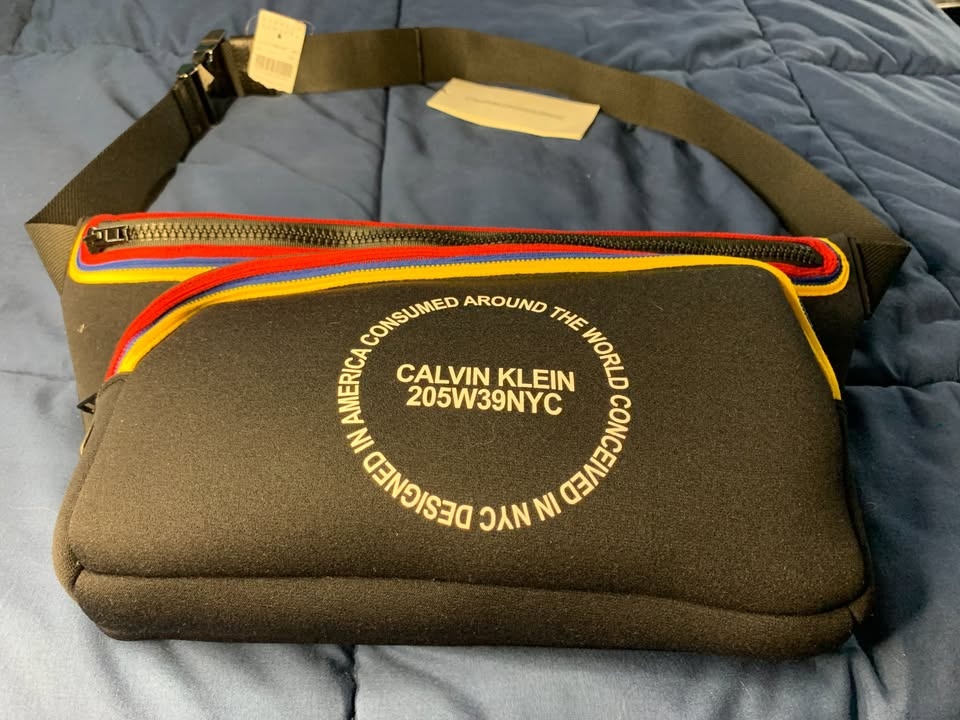 CONSUMED AROUND THE WORLD CONCEIVED IN NYC DESIGNED IN AMERICA
CALVIN KLEIN
205W39NYC